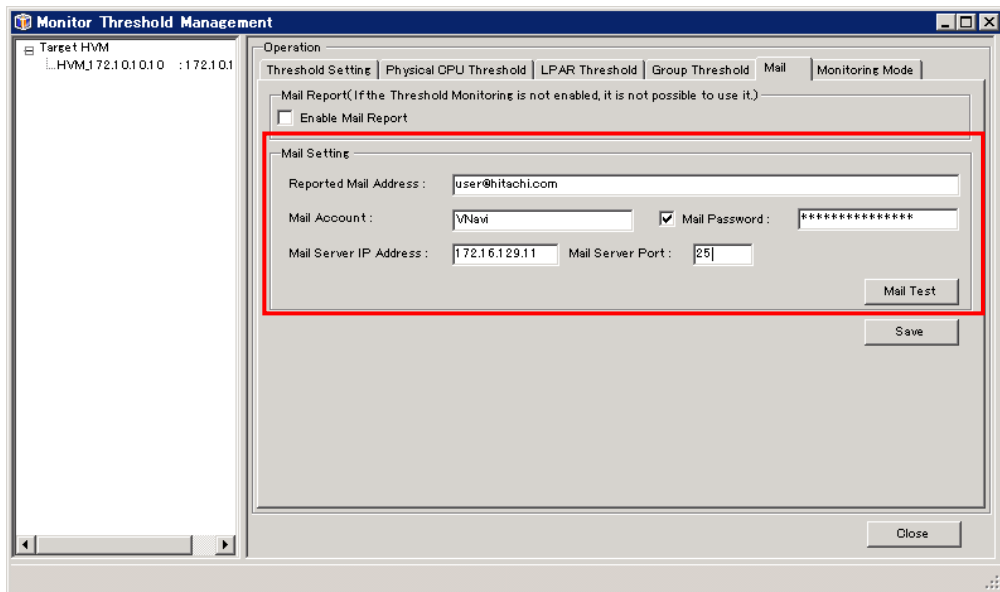 Monitor Threshold Management
Target HVM
HVM_172.10.10.10 :172.10.1
Operation
Threshold Setting Physical CPU Threshold LPAR Threshold Group Threshold Mail Monitoring Mode
Mail Report(If the Threshold Monitoring is not enabled, it is not possible to use it.)
Enable Mail Report
Mail Setting
Reported Mail Address : user@hitachi.com
Mail Account : VNavi Mail Password : ***************
Mail Server IP Address : 172.16.129.11 Mail Server Port : 25
Mail Test
Save
Close